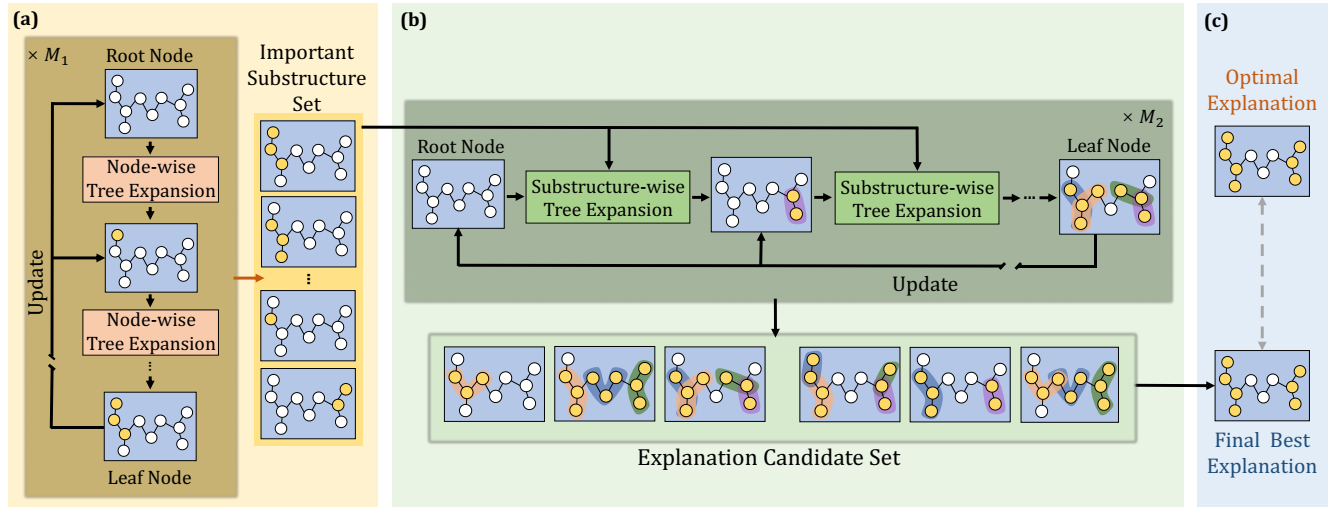 (a)
× M₁
Root Node
Node-wise
Tree Expansion
Update
Node-wise
Tree Expansion
...
Leaf Node
Important
Substructure
Set
...
(b)
× M₂
Root Node
Substructure-wise
Tree Expansion
Substructure-wise
Tree Expansion
...
Leaf Node
Update
Explanation Candidate Set
(c)
Optimal
Explanation
Final Best
Explanation